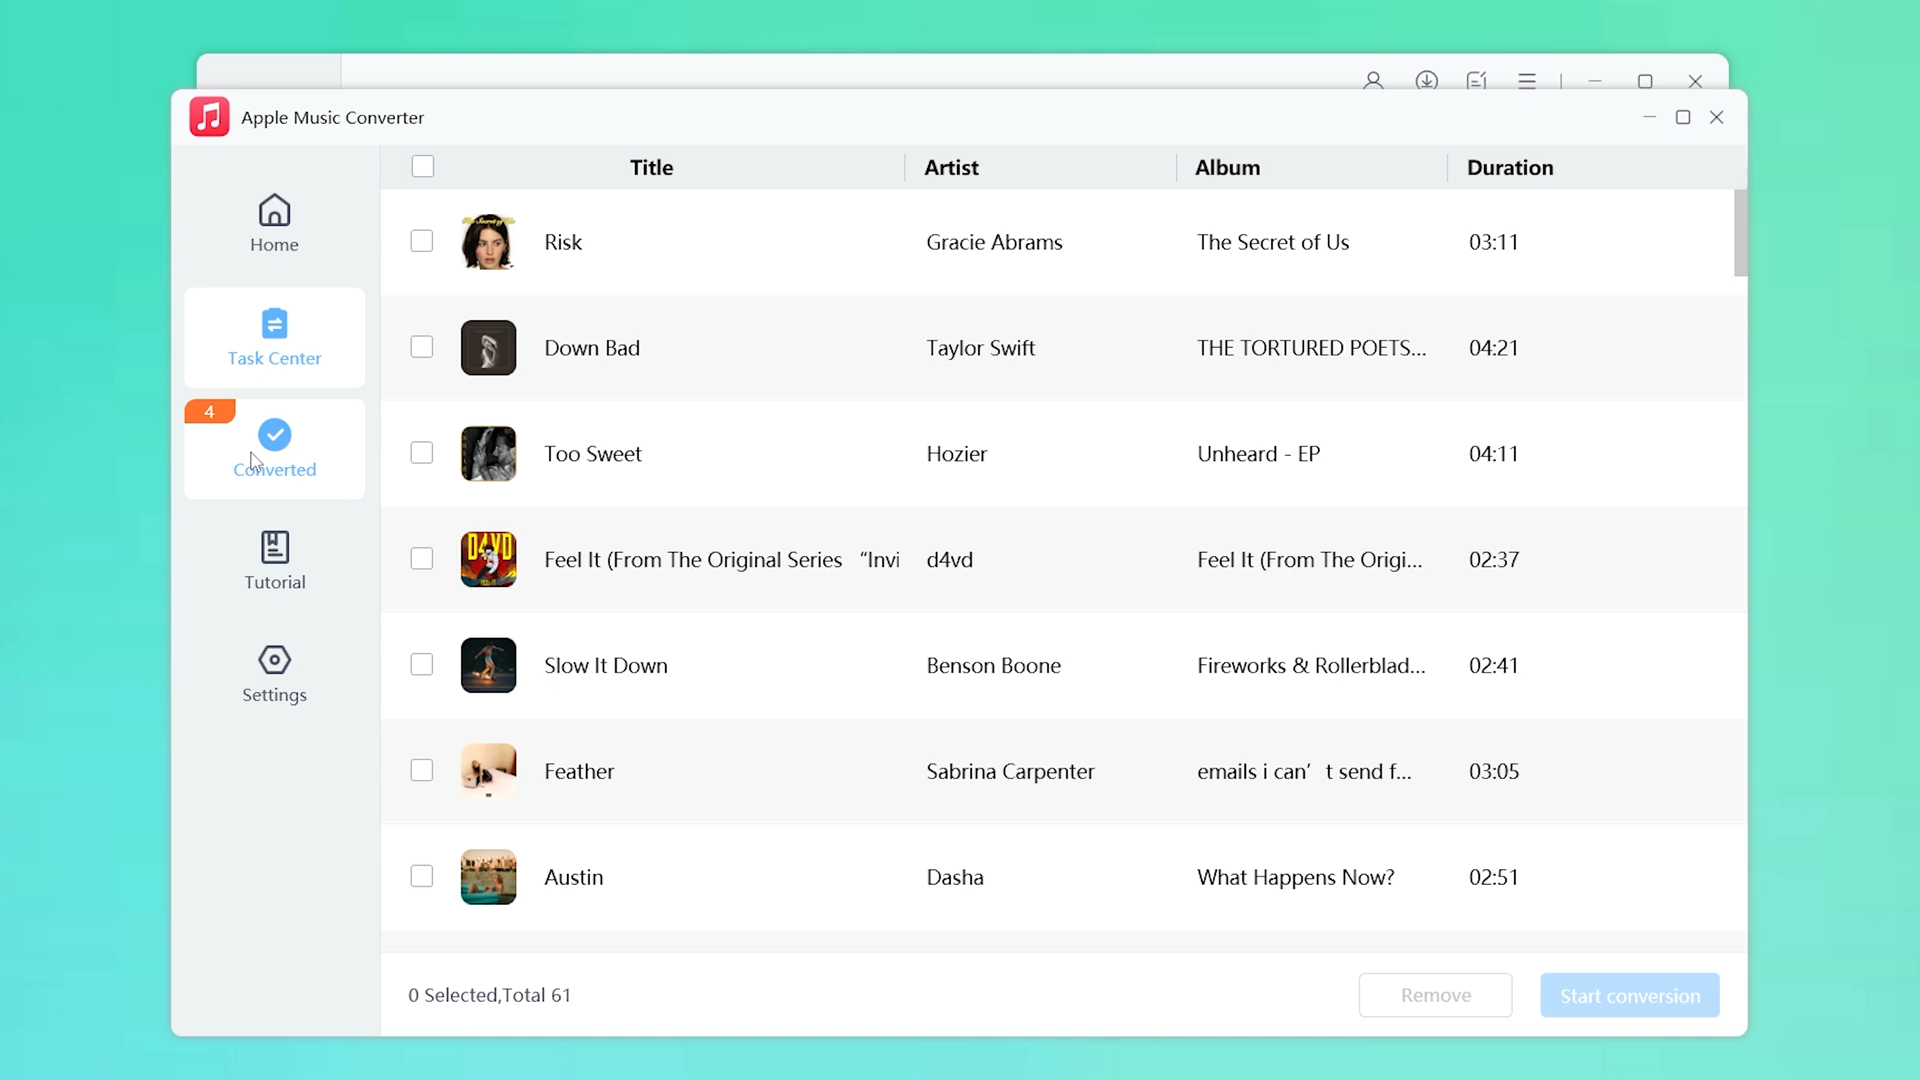 Apple Music Converter
Title Artist Album Duration
Home
Task Center
4
Converted
Tutorial
Settings
Risk Gracie Abrams The Secret of Us 03:11
Down Bad Taylor Swift THE TORTURED POETS... 04:21
Too Sweet Hozier Unheard - EP 04:11
D4VD
Feel It (From The Original Series “Invi d4vd Feel It (From The Origi... 02:37
Slow It Down Benson Boone Fireworks & Rollerblad... 02:41
Feather Sabrina Carpenter emails i can’ t send f... 03:05
Austin Dasha What Happens Now? 02:51
0 Selected,Total 61 Remove Start conversion